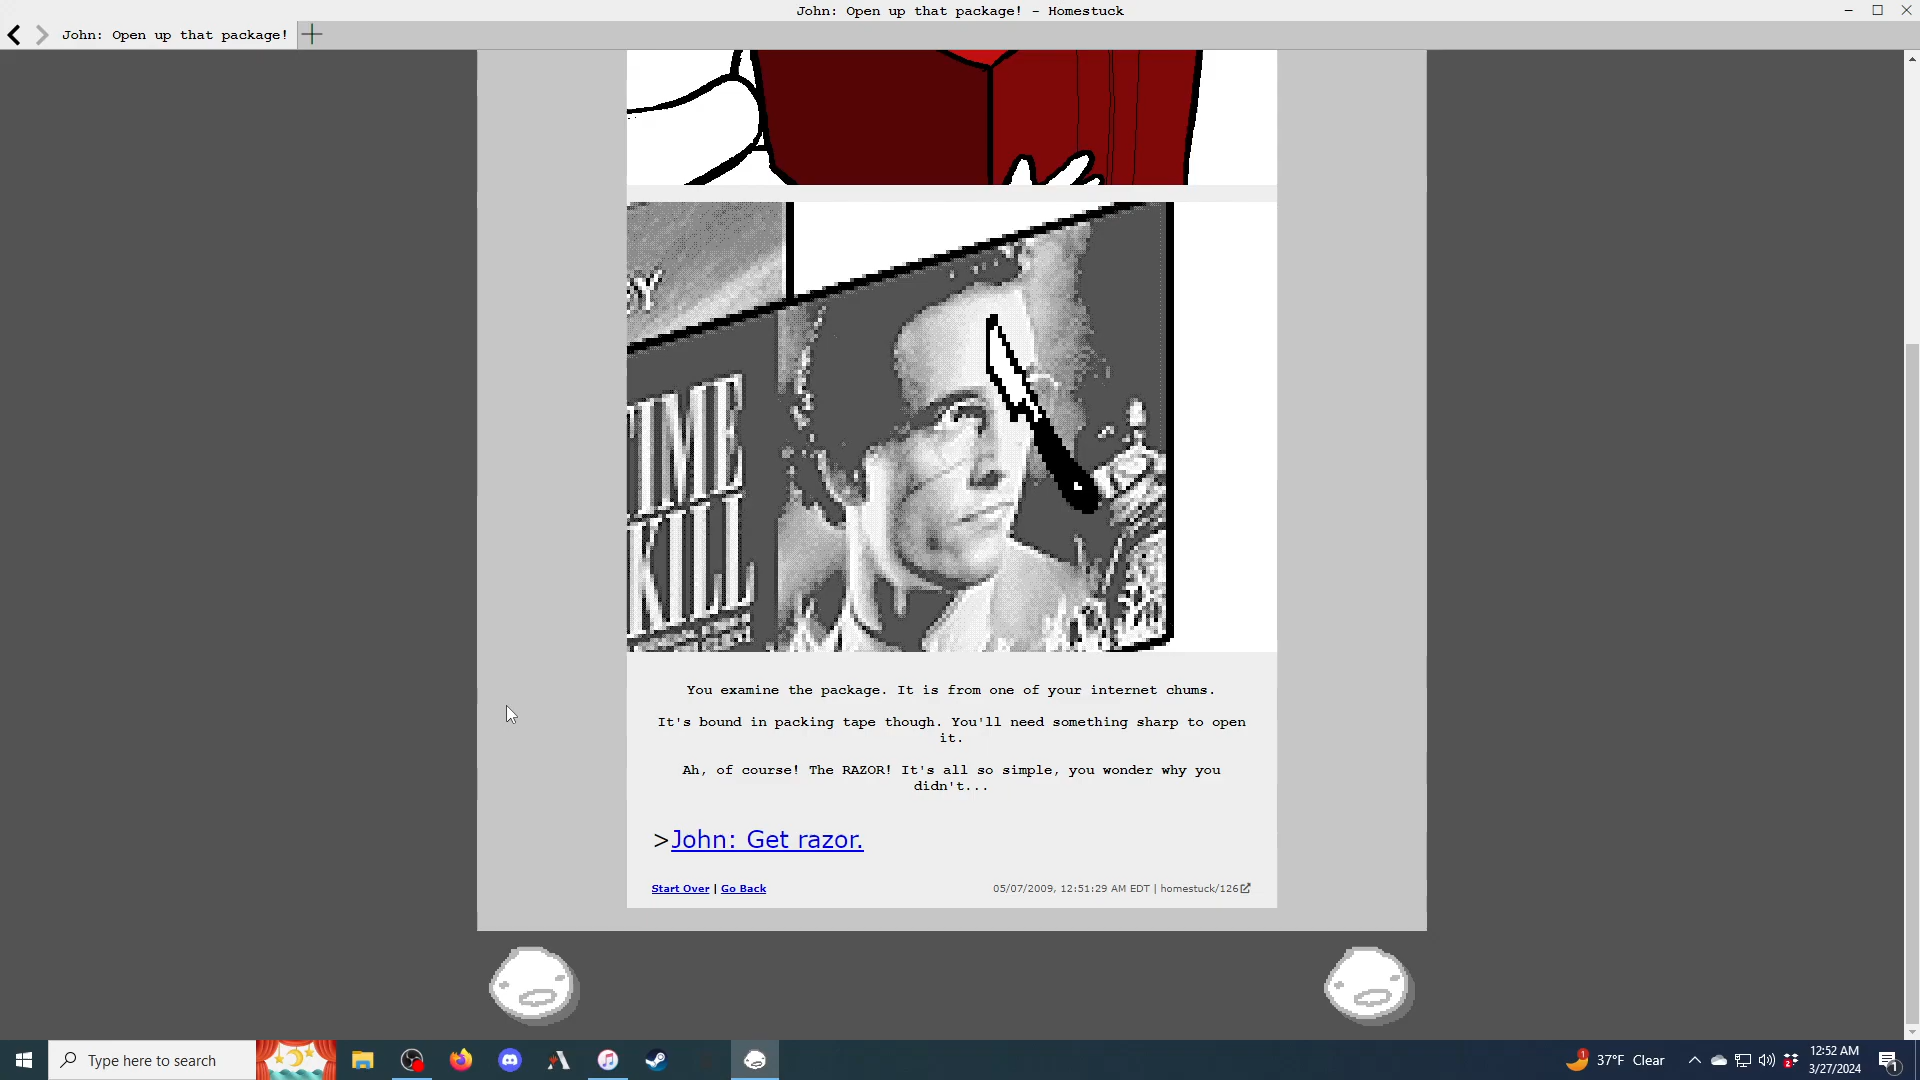 John: Open up that package! - Homestuck
John: Open up that package!
Y
TIME
KILL
You examine the package. It is from one of your internet chums.
It's bound in packing tape though. You'll need something sharp to open
it.
Ah, of course! The RAZOR! It's all so simple, you wonder why you
didn't...
>John: Get razor.
Start Over | Go Back
05/07/2009, 12:51:29 AM EDT | homestuck/126
Type here to search
1
37°F Clear
2
12:52 AM
3/27/2024
1